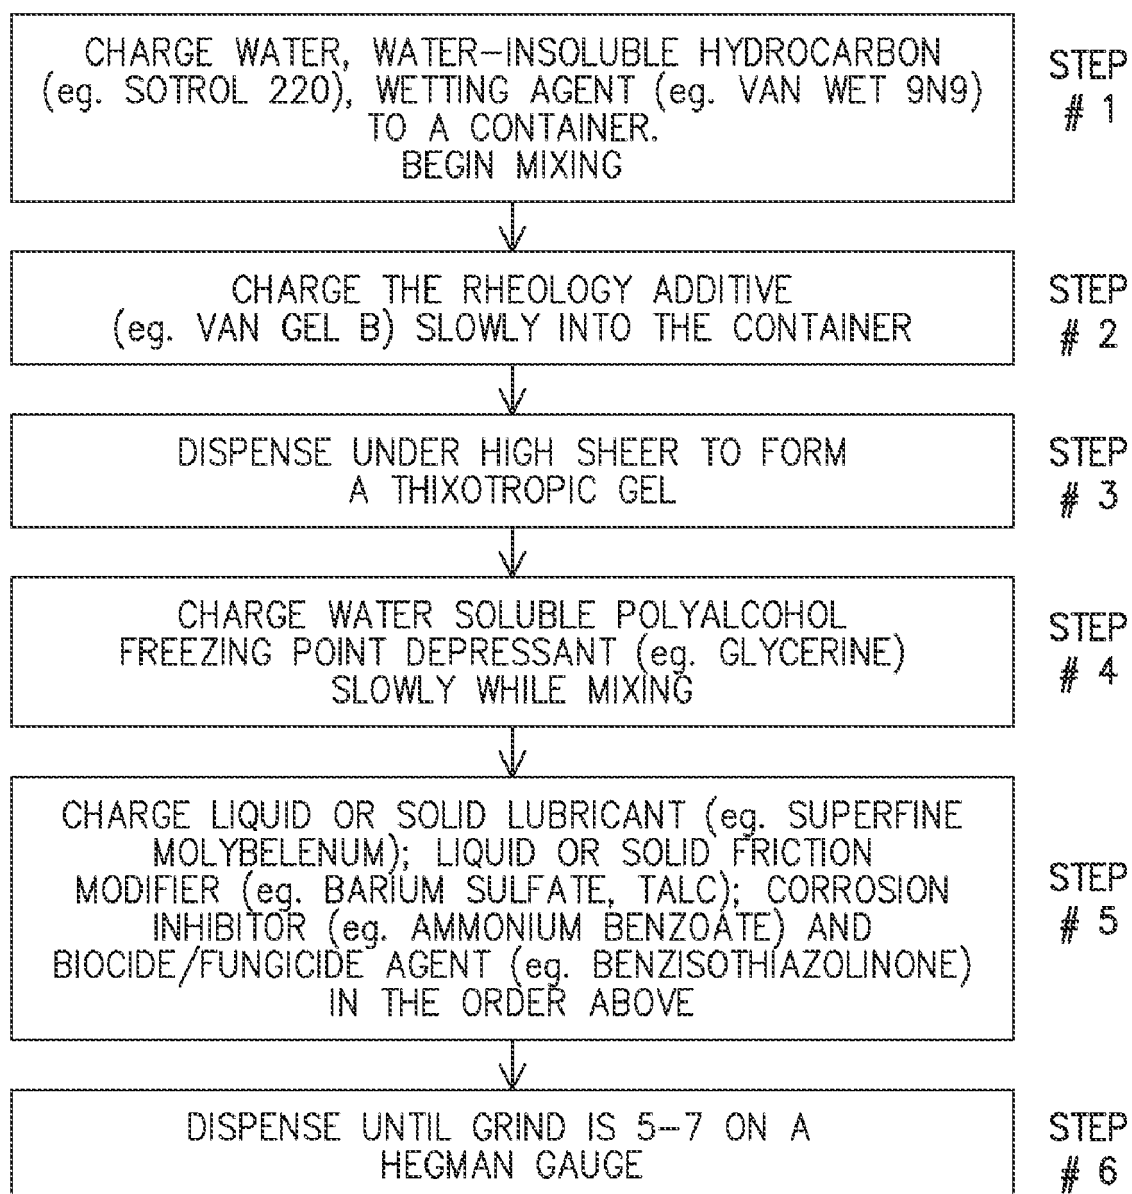 CHARGE WATER, WATER-INSOLUBLE HYDROCARBON
(eg. SOTROL 220), WETTING AGENT (eg. VAN WET 9N9)
TO A CONTAINER.
BEGIN MIXING
STEP
# 1
CHARGE THE RHEOLOGY ADDITIVE
(eg. VAN GEL B) SLOWLY INTO THE CONTAINER
STEP
# 2
DISPENSE UNDER HIGH SHEER TO FORM
A THIXOTROPIC GEL
STEP
# 3
CHARGE WATER SOLUBLE POLYALCOHOL
FREEZING POINT DEPRESSANT (eg. GLYCERINE)
SLOWLY WHILE MIXING
STEP
# 4
CHARGE LIQUID OR SOLID LUBRICANT (eg. SUPERFINE
MOLYBELENUM); LIQUID OR SOLID FRICTION
MODIFIER (eg. BARIUM SULFATE, TALC); CORROSION
INHIBITOR (eg. AMMONIUM BENZOATE) AND
BIOCIDE/FUNGICIDE AGENT (eg. BENZISOTHIAZOLINONE)
IN THE ORDER ABOVE
STEP
# 5
DISPENSE UNTIL GRIND IS 5-7 ON A
HEGMAN GAUGE
STEP
# 6